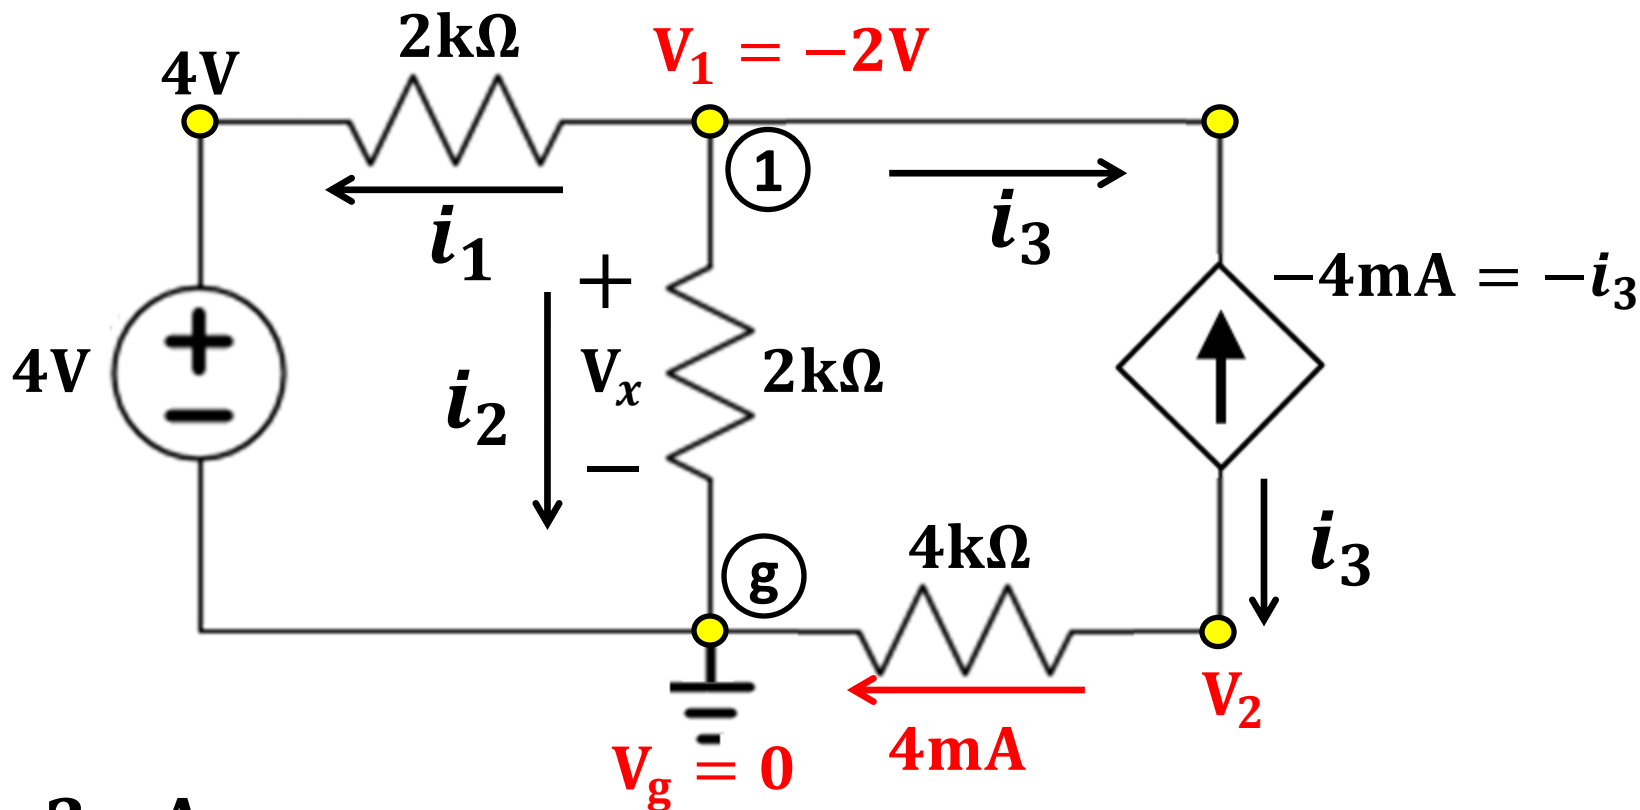 2kΩ
V₁ = −2V
4V
1
i₁
i₃
+
−4mA = −i₃
4V
+
−
i₂
Vₓ
2kΩ
−
4kΩ
g
i₃
V₂
4mA
V_g = 0